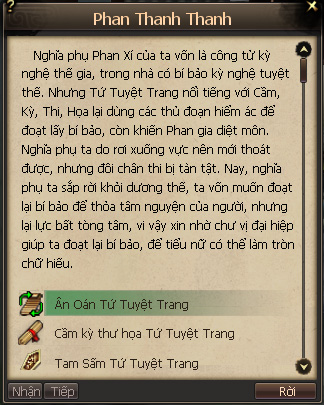 Phan Thanh Thanh
Nghĩa phụ Phan Xí của ta vốn là công tử kỳ
nghệ thế gia, trong nhà có bí bảo kỳ nghệ tuyệt
thế. Nhưng Tứ Tuyệt Trang nổi tiếng với Cầm,
Kỳ, Thi, Họa lại dùng các thủ đoạn hiểm ác để
đoạt lấy bí bảo, còn khiến Phan gia diệt môn.
Nghĩa phụ ta do rơi xuống vực nên mới thoát
được, nhưng đôi chân thì bị tàn tật. Nay, nghĩa
phụ ta sắp rời khỏi dương thế, ta vốn muốn đoạt
lại bí bảo để thỏa tâm nguyện của người, nhưng
lại lực bất tòng tâm, vì vậy xin nhờ chư vị đại hiệp
giúp ta đoạt lại bí bảo, để tiểu nữ có thể làm tròn
chữ hiếu.
Ân Oán Tứ Tuyệt Trang
Cầm kỳ thư họa Tứ Tuyệt Trang
Tam Sấm Tứ Tuyệt Trang
Nhận Tiếp Rời